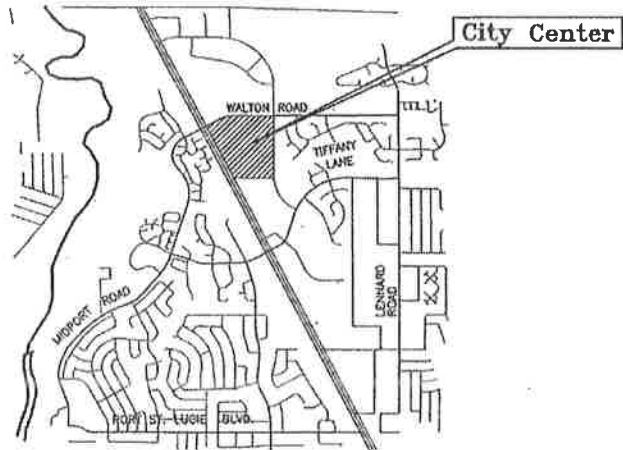 City Center
WALTON ROAD
TIFFANY
LANE
MIDPORT ROAD
LENNARD
ROAD
PORT ST. LUCIE BLVD.